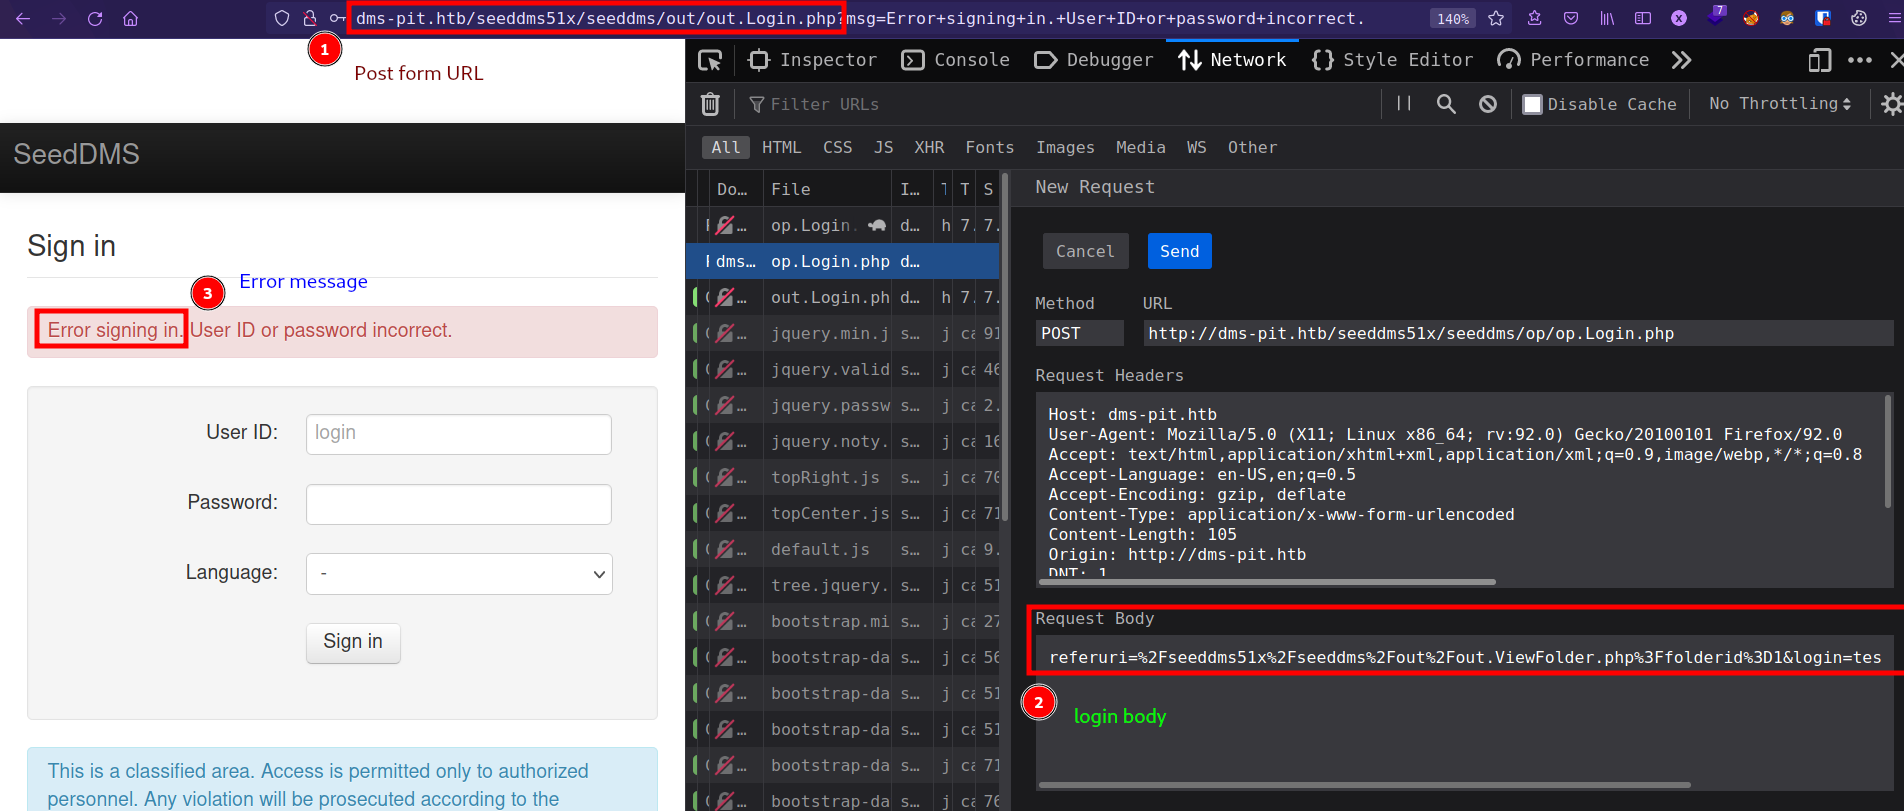 dms-pit.htb/seeddms51x/seeddms/out/out.Login.php?msg=Error+signing+in.+User+ID+or+password+incorrect.
140%
X
7
1
Post form URL
SeedDMS
Sign in
3
Error message
Error signing in. User ID or password incorrect.
User ID:
login
Password:
Language:
-
Sign in
This is a classified area. Access is permitted only to authorized
personnel. Any violation will be prosecuted according to the
Inspector
Console
Debugger
Network
Style Editor
Performance
Filter URLs
Disable Cache
No Throttling
All
HTML
CSS
JS
XHR
Fonts
Images
Media
WS
Other
Do… File I… T T S
op.Login. d… h 7. 7.
dms… op.Login.php d…
out.Login.ph d… h 7. 7.
jquery.min.j s… j ca 91
jquery.valid s… j ca 46
jquery.passw s… j ca 2.
jquery.noty. s… j ca 16
topRight.js s… j ca 70
topCenter.js s… j ca 71
default.js s… j ca 9.
tree.jquery. s… j ca 51
bootstrap.mi s… j ca 27
bootstrap-da s… j ca 56
bootstrap-da s… j ca 51
bootstrap-da s… j ca 51
bootstrap-da s… j ca 71
bootstrap-da s… j ca 76
New Request
Cancel
Send
Method
URL
POST
http://dms-pit.htb/seeddms51x/seeddms/op/op.Login.php
Request Headers
Host: dms-pit.htb
User-Agent: Mozilla/5.0 (X11; Linux x86_64; rv:92.0) Gecko/20100101 Firefox/92.0
Accept: text/html,application/xhtml+xml,application/xml;q=0.9,image/webp,*/*;q=0.8
Accept-Language: en-US,en;q=0.5
Accept-Encoding: gzip, deflate
Content-Type: application/x-www-form-urlencoded
Content-Length: 105
Origin: http://dms-pit.htb
DNT: 1
Request Body
referuri=%2Fseeddms51x%2Fseeddms%2Fout%2Fout.ViewFolder.php%3Ffolderid%3D1&login=tes
2
login body